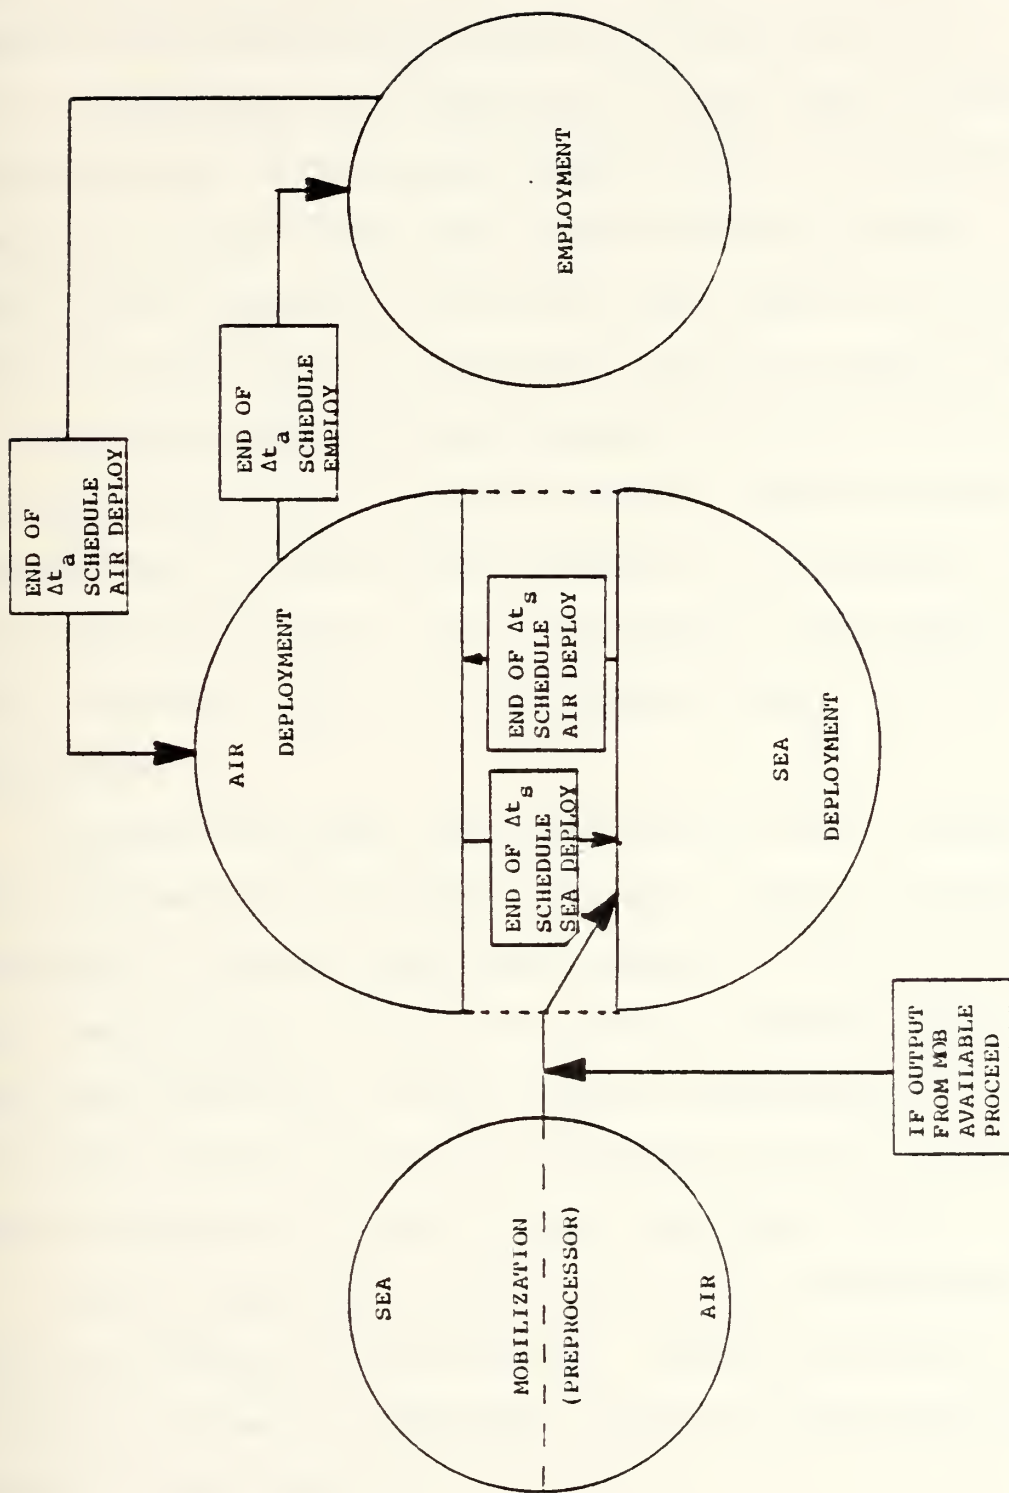 END OF
Δt a
SCHEDULE
AIR DEPLOY
END OF
Δt a
SCHEDULE
EMPLOY
AIR
DEPLOYMENT
SEA
MOBILIZATION
(PREPROCESSOR)
AIR
END OF Δt s
SCHEDULE
SEA DEPLOY
END OF Δt s
SCHEDULE
AIR DEPLOY
EMPLOYMENT
SEA
DEPLOYMENT
IF OUTPUT
FROM MOB
AVAILABLE
PROCEED